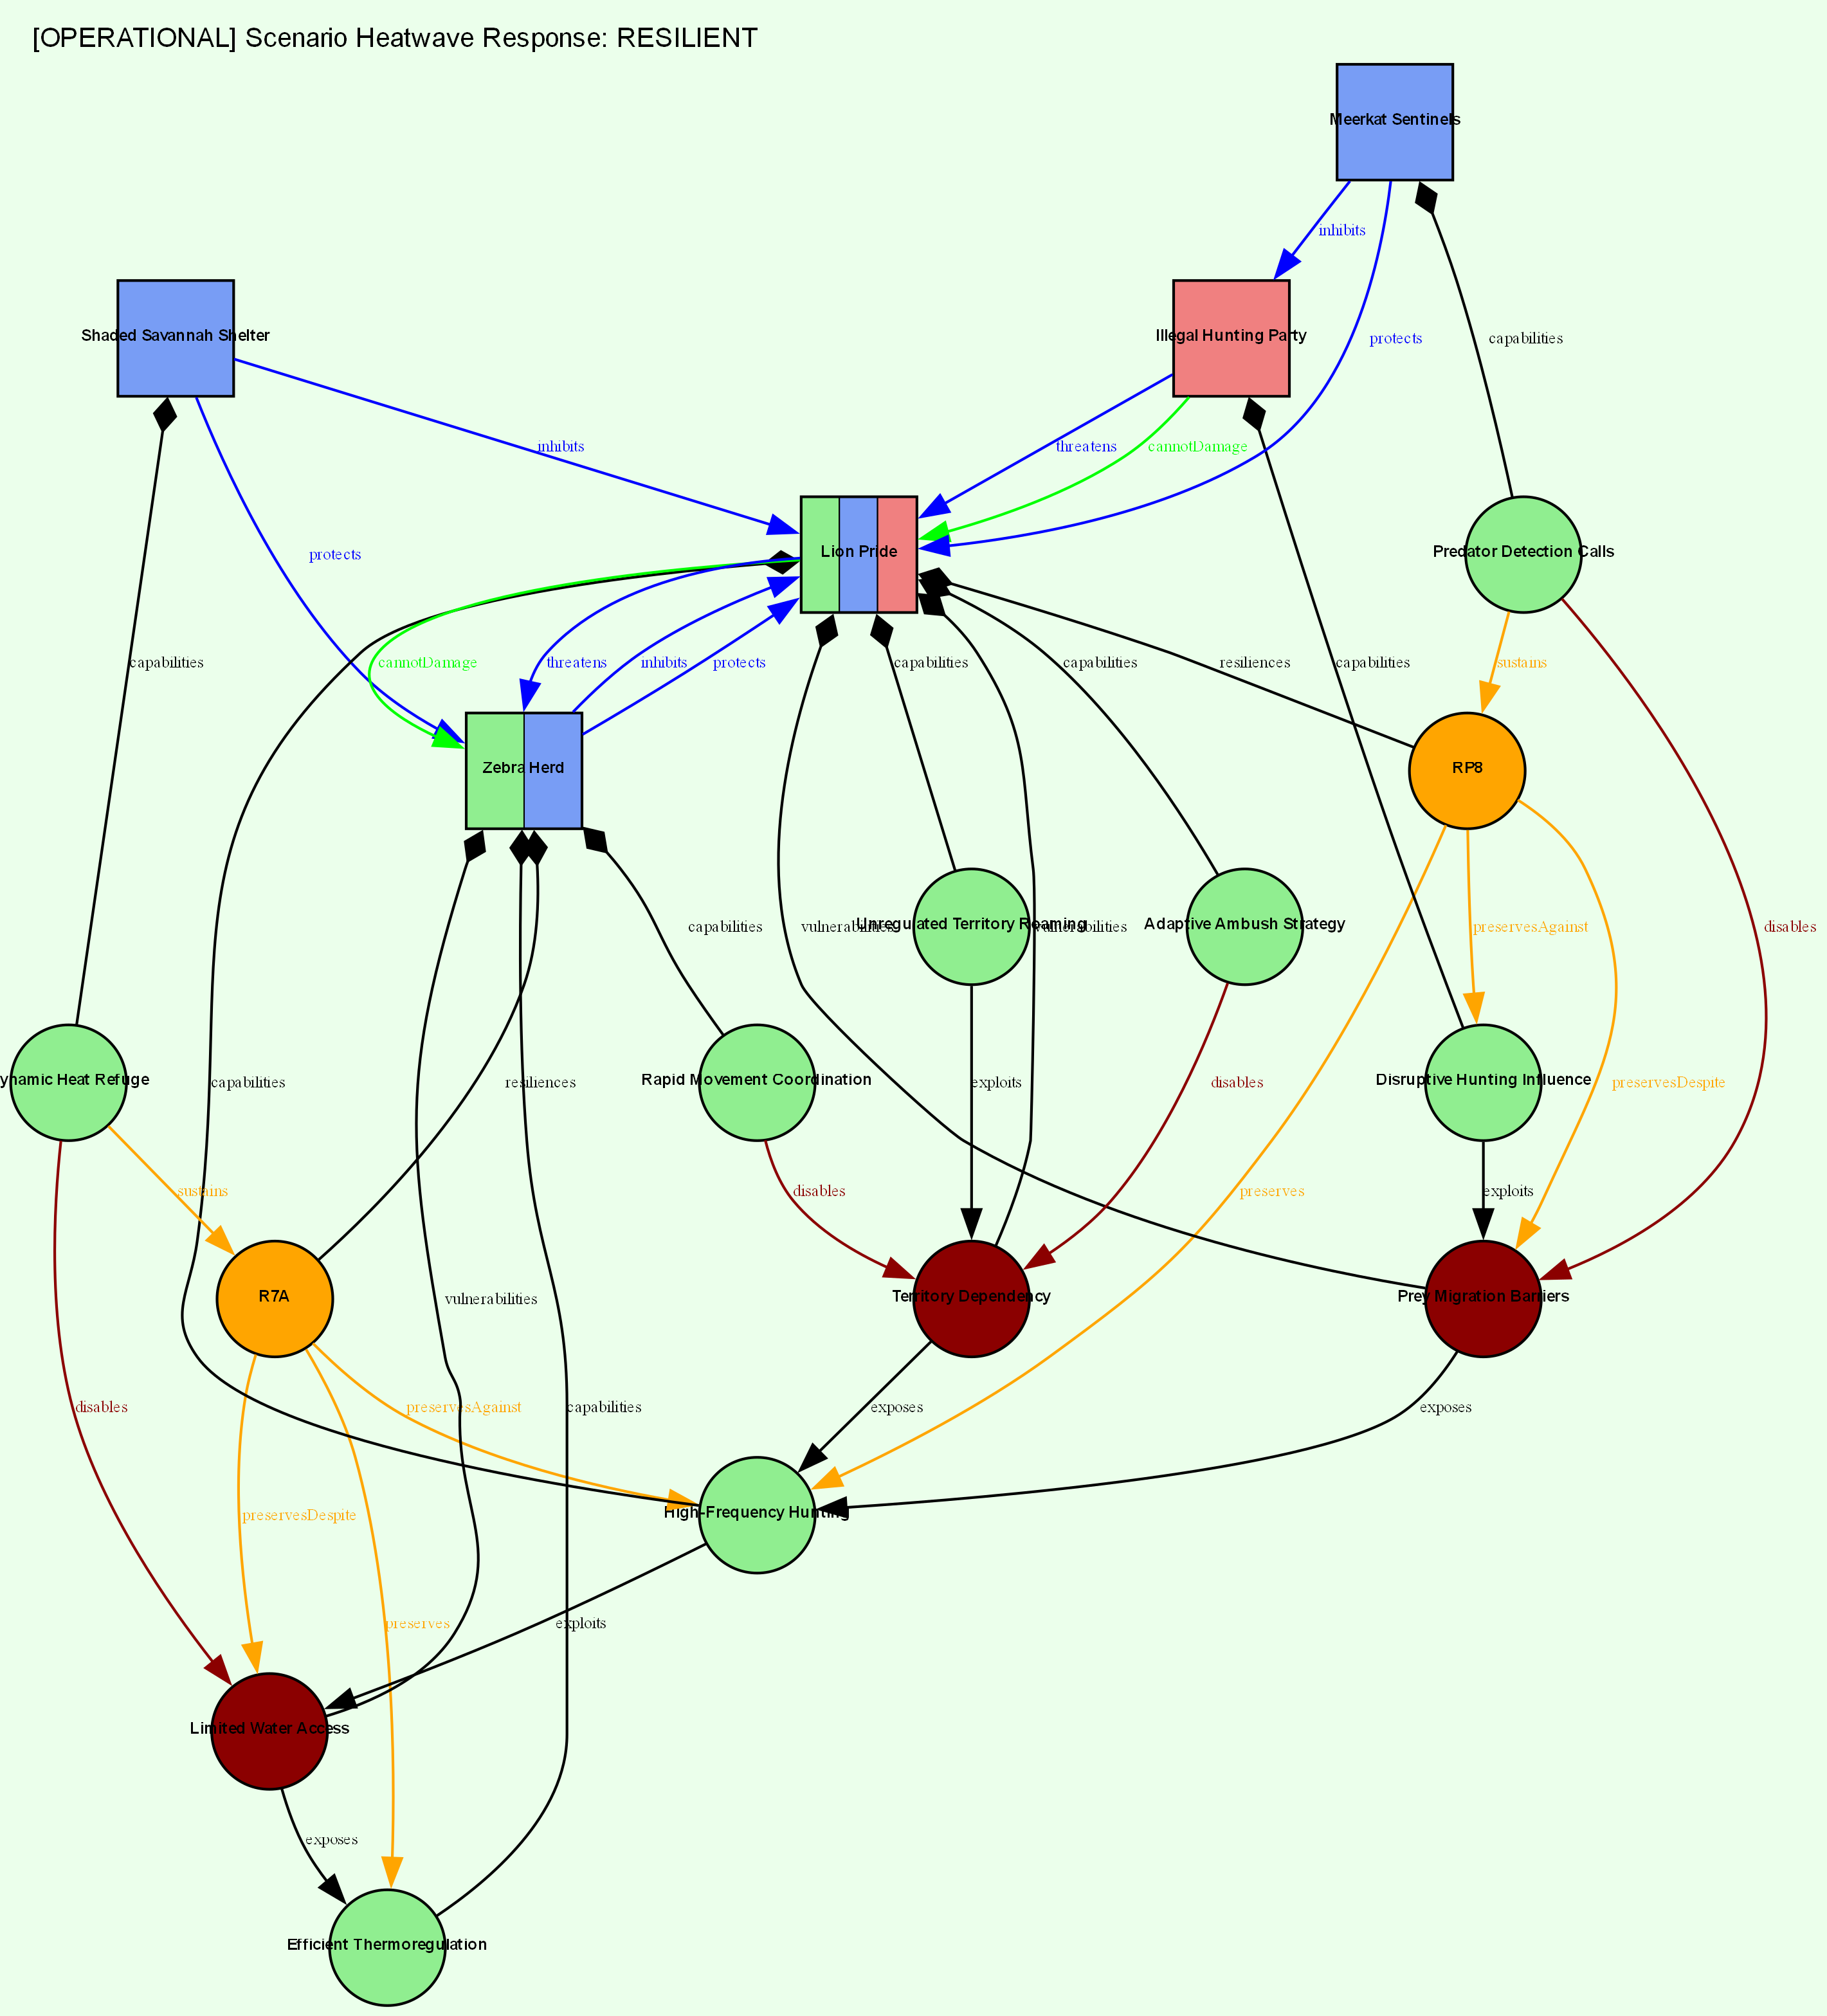 [OPERATIONAL] Scenario Heatwave Response: RESILIENT
Meerkat Sentinels
inhibits
Shaded Savannah Shelter
Illegal Hunting Party
protects
capabilities
inhibits
threatens
cannotDamage
protects
Lion Pride
Predator Detection Calls
capabilities
cannotDamage
threatens
inhibits
protects
capabilities
capabilities
resiliences
capabilities
sustains
Zebra Herd
RP8
capabilities
vulnerabilities
Unregulated Territory Roaming
vulnerabilities
Adaptive Ambush Strategy
preservesAgainst
disables
ynamic Heat Refuge
capabilities
resiliences
Rapid Movement Coordination
exploits
disables
Disruptive Hunting Influence
preservesDespite
sustains
disables
preserves
exploits
R7A
vulnerabilities
Territory Dependency
Prey Migration Barriers
disables
preservesAgainst
capabilities
exposes
exposes
preservesDespite
High-Frequency Hunting
preserves
exploits
Limited Water Access
exposes
Efficient Thermoregulation